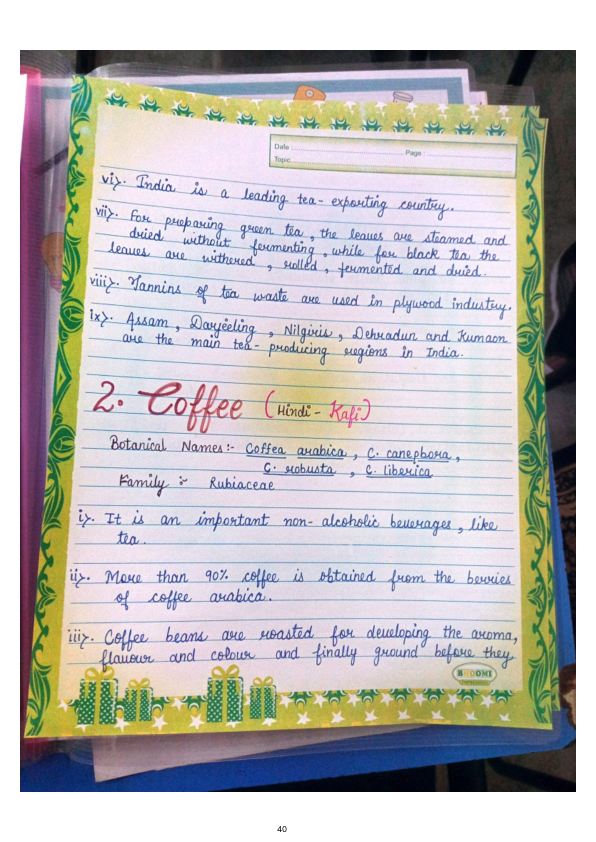 Date
Page
Topic
vi>. India is a leading tea- exporting country.
vii>. For preparing green tea, the leaves are steamed and
dried without fermenting, while for black tea the
leaves are withered, rolled, fermented and dried.
viii>. Tannins of tea waste are used in plywood industry.
ix>. Assam, Darjeeling, Nilgiris, Dehradun and Kumaon
are the main tea- producing regions in India.
2. Coffee (Hindi- Kafi)
Botanical Names:- Coffea arabica, C. canephora,
C. robusta, C. liberica
Family :- Rubiaceae
i>. It is an important non- alcoholic beverages, like
tea.
ii>. More than 90% coffee is obtained from the berries
of coffee arabica.
iii>. Coffee beans are roasted for developing the aroma,
flavour and colour and finally ground before they
BHOOMI
40